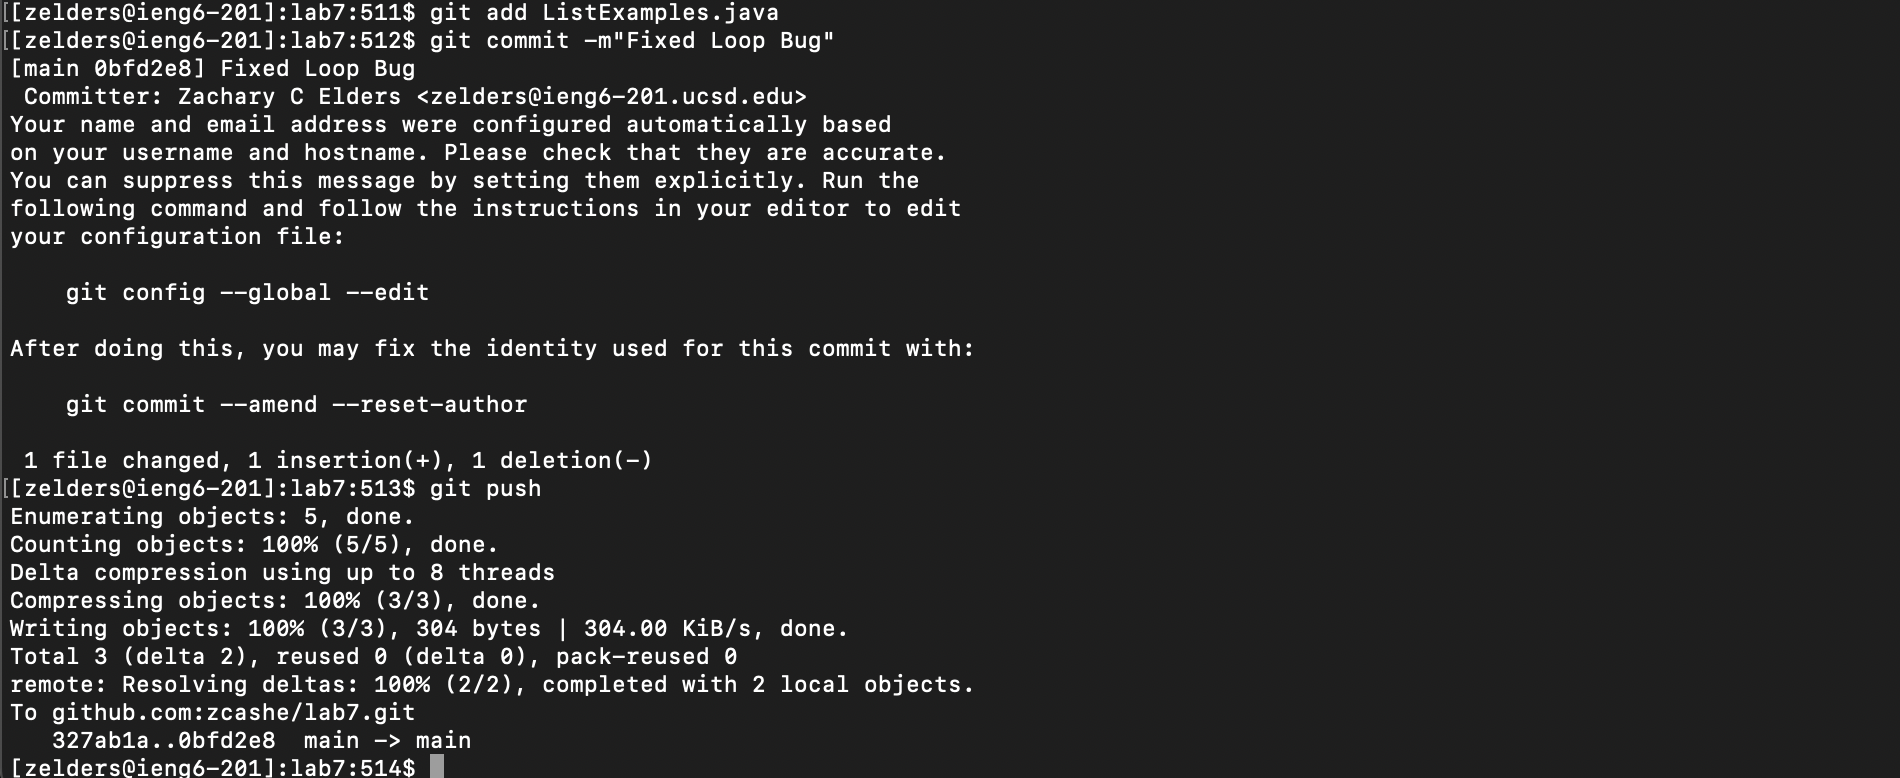 [[zelders@ieng6-201]:lab7:511$ git add ListExamples.java
[[zelders@ieng6-201]:lab7:512$ git commit -m"Fixed Loop Bug"
[main 0bfd2e8] Fixed Loop Bug
 Committer: Zachary C Elders <zelders@ieng6-201.ucsd.edu>
Your name and email address were configured automatically based
on your username and hostname. Please check that they are accurate.
You can suppress this message by setting them explicitly. Run the
following command and follow the instructions in your editor to edit
your configuration file:

    git config --global --edit

After doing this, you may fix the identity used for this commit with:

    git commit --amend --reset-author

 1 file changed, 1 insertion(+), 1 deletion(-)
[[zelders@ieng6-201]:lab7:513$ git push
Enumerating objects: 5, done.
Counting objects: 100% (5/5), done.
Delta compression using up to 8 threads
Compressing objects: 100% (3/3), done.
Writing objects: 100% (3/3), 304 bytes | 304.00 KiB/s, done.
Total 3 (delta 2), reused 0 (delta 0), pack-reused 0
remote: Resolving deltas: 100% (2/2), completed with 2 local objects.
To github.com:zcashe/lab7.git
   327ab1a..0bfd2e8  main -> main
[zelders@ieng6-201]:lab7:514$